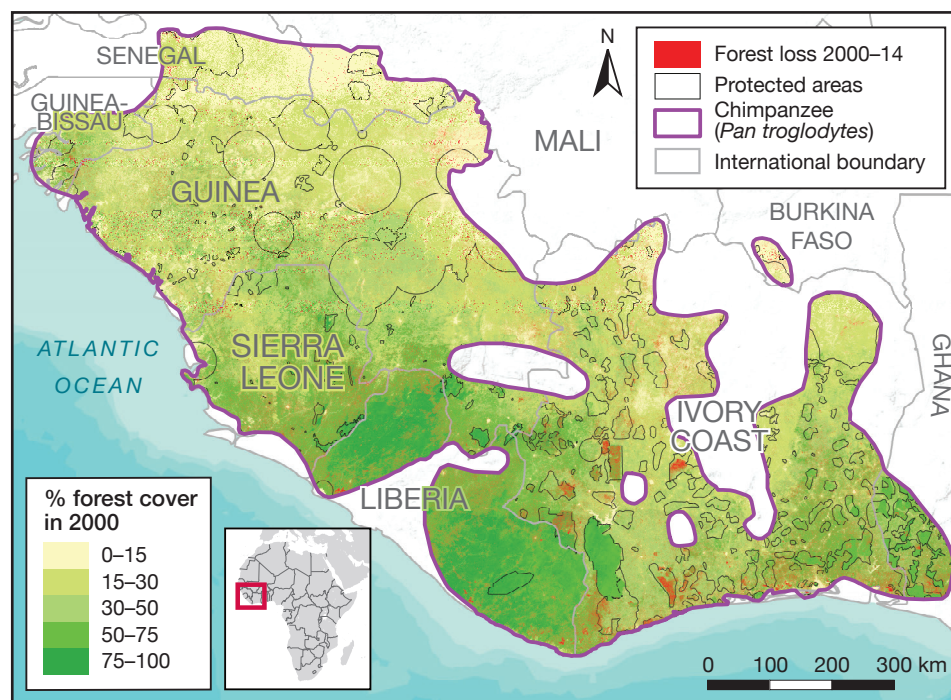 SENEGAL
GUINEA-
BISSAU
GUINEA
MALI
BURKINA
FASO
SIERRA
LEONE
IVORY
COAST
GHANA
LIBERIA
ATLANTIC
OCEAN
N
Forest loss 2000–14
Protected areas
Chimpanzee
(Pan troglodytes)
International boundary
% forest cover
in 2000
0–15
15–30
30–50
50–75
75–100
0 100 200 300 km